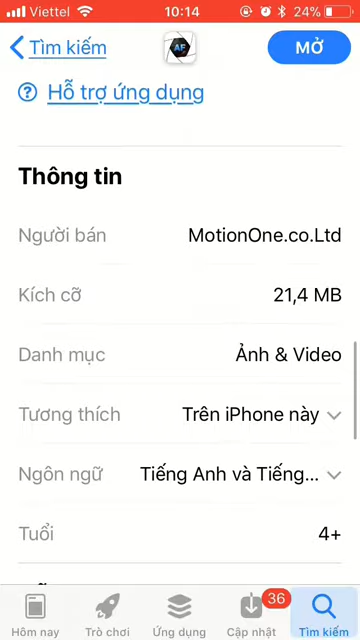 Viettel 10:14 24%
Tìm kiếm AF MỞ
Hỗ trợ ứng dụng
Thông tin
Người bán MotionOne.co.Ltd
Kích cỡ 21,4 MB
Danh mục Ảnh & Video
Tương thích Trên iPhone này
Ngôn ngữ Tiếng Anh và Tiếng...
Tuổi 4+
36
Hôm nay Trò chơi Ứng dụng Cập nhật Tìm kiếm